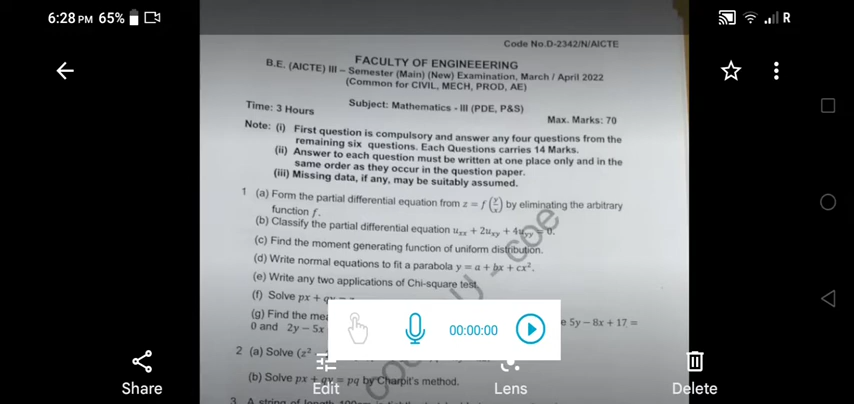 6:28 PM 65% R
Code No.D-2342/N/AICTE
FACULTY OF ENGINEEERING
B.E. (AICTE) III – Semester (Main) (New) Examination, March / April 2022
(Common for CIVIL, MECH, PROD, AE)
Subject: Mathematics - III (PDE, P&S)
Time: 3 Hours
Max. Marks: 70
Note: (i) First question is compulsory and answer any four questions from the
remaining six questions. Each Questions carries 14 Marks.
(ii) Answer to each question must be written at one place only and in the
same order as they occur in the question paper.
(iii) Missing data, if any, may be suitably assumed.
1 (a) Form the partial differential equation from z = f(y/x) by eliminating the arbitrary
function f.
(b) Classify the partial differential equation uxx + 2uxy + 4uyy = 0.
(c) Find the moment generating function of uniform distribution.
(d) Write normal equations to fit a parabola y = a + bx + cx².
(e) Write any two applications of Chi-square test.
(f) Solve px +
(g) Find the e 5y − 8x + 17 =
0 and 2y − 5x
00:00:00
2 (a) Solve (z²
(b) Solve px + qy = pq by Charpit's method.
Share Edit Lens Delete
3 A string of length